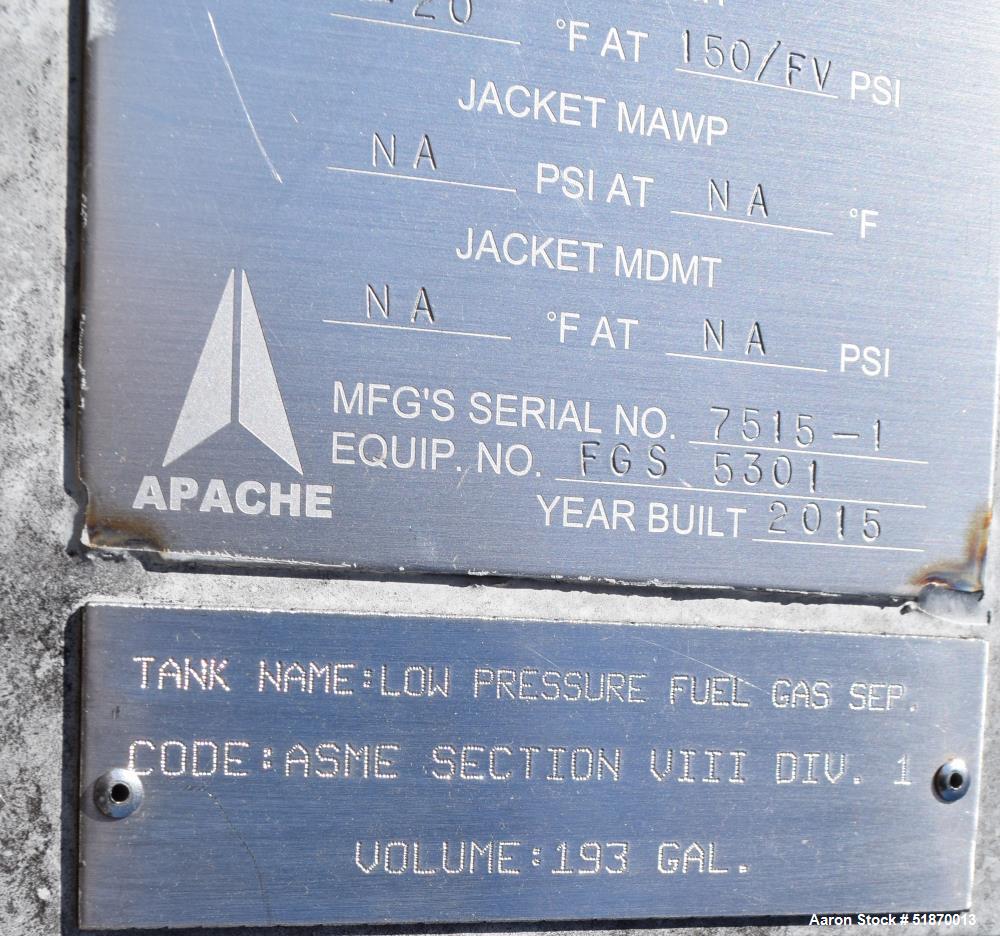 20 °F AT 150/FV PSI
JACKET MAWP
NA PSI AT NA °F
JACKET MDMT
NA °F AT NA PSI
MFG'S SERIAL NO. 7515-1
EQUIP. NO. FGS 5301
YEAR BUILT 2015
APACHE
TANK NAME:LOW PRESSURE FUEL GAS SEP.
CODE:ASME SECTION VIII DIV. 1
VOLUME:193 GAL.
Aaron Stock # 51870013